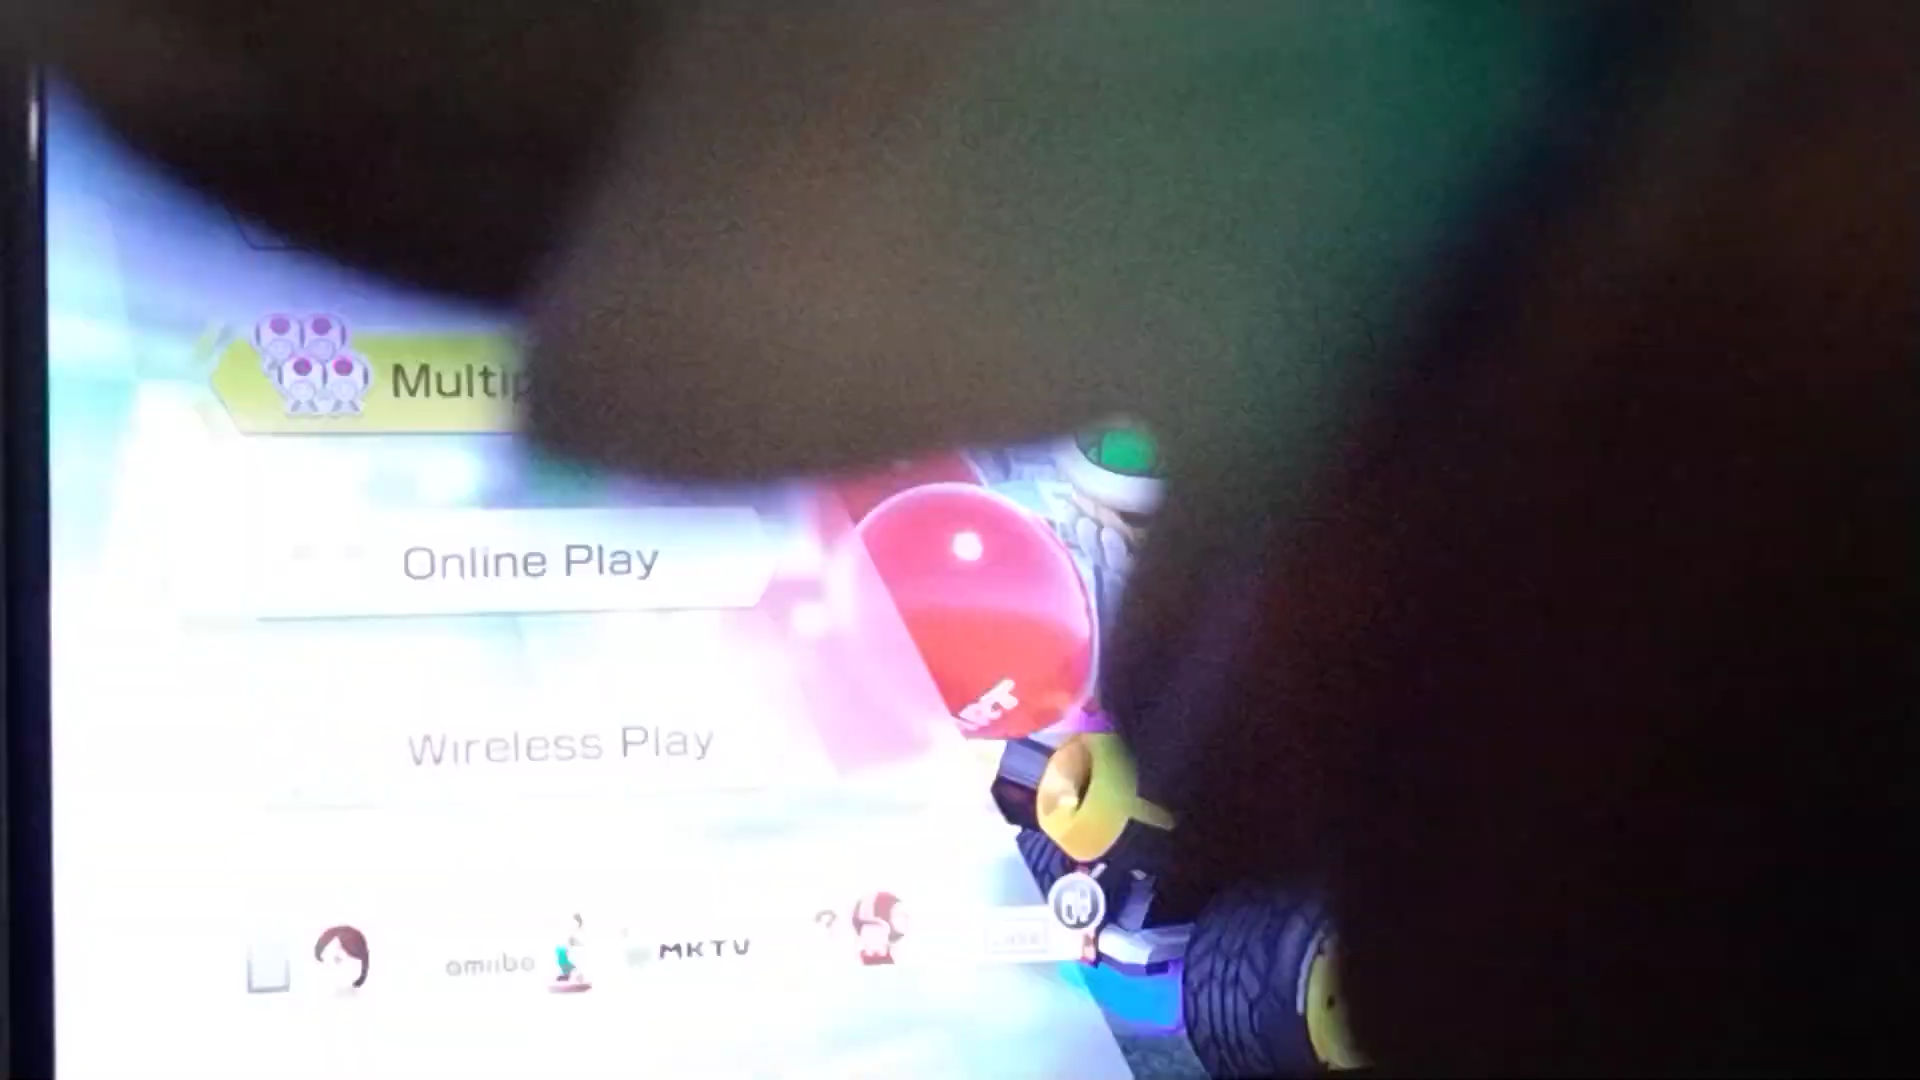 Multip
Online Play
Wireless Play
amiibo
MKTV
?